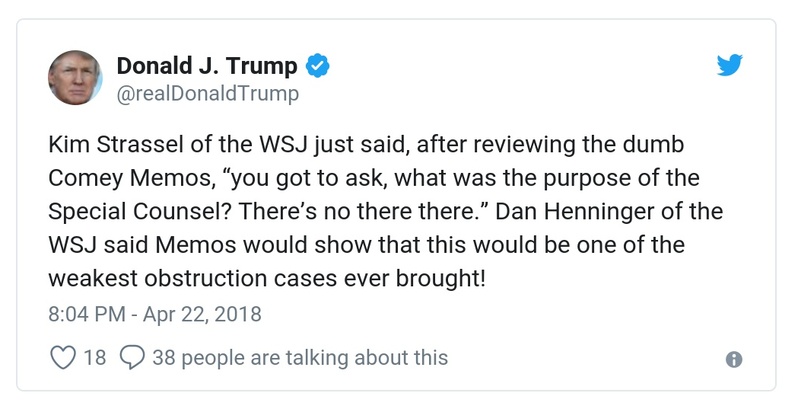 Donald J. Trump
@realDonaldTrump
Kim Strassel of the WSJ just said, after reviewing the dumb
Comey Memos, “you got to ask, what was the purpose of the
Special Counsel? There’s no there there.” Dan Henninger of the
WSJ said Memos would show that this would be one of the
weakest obstruction cases ever brought!
8:04 PM - Apr 22, 2018
18 38 people are talking about this